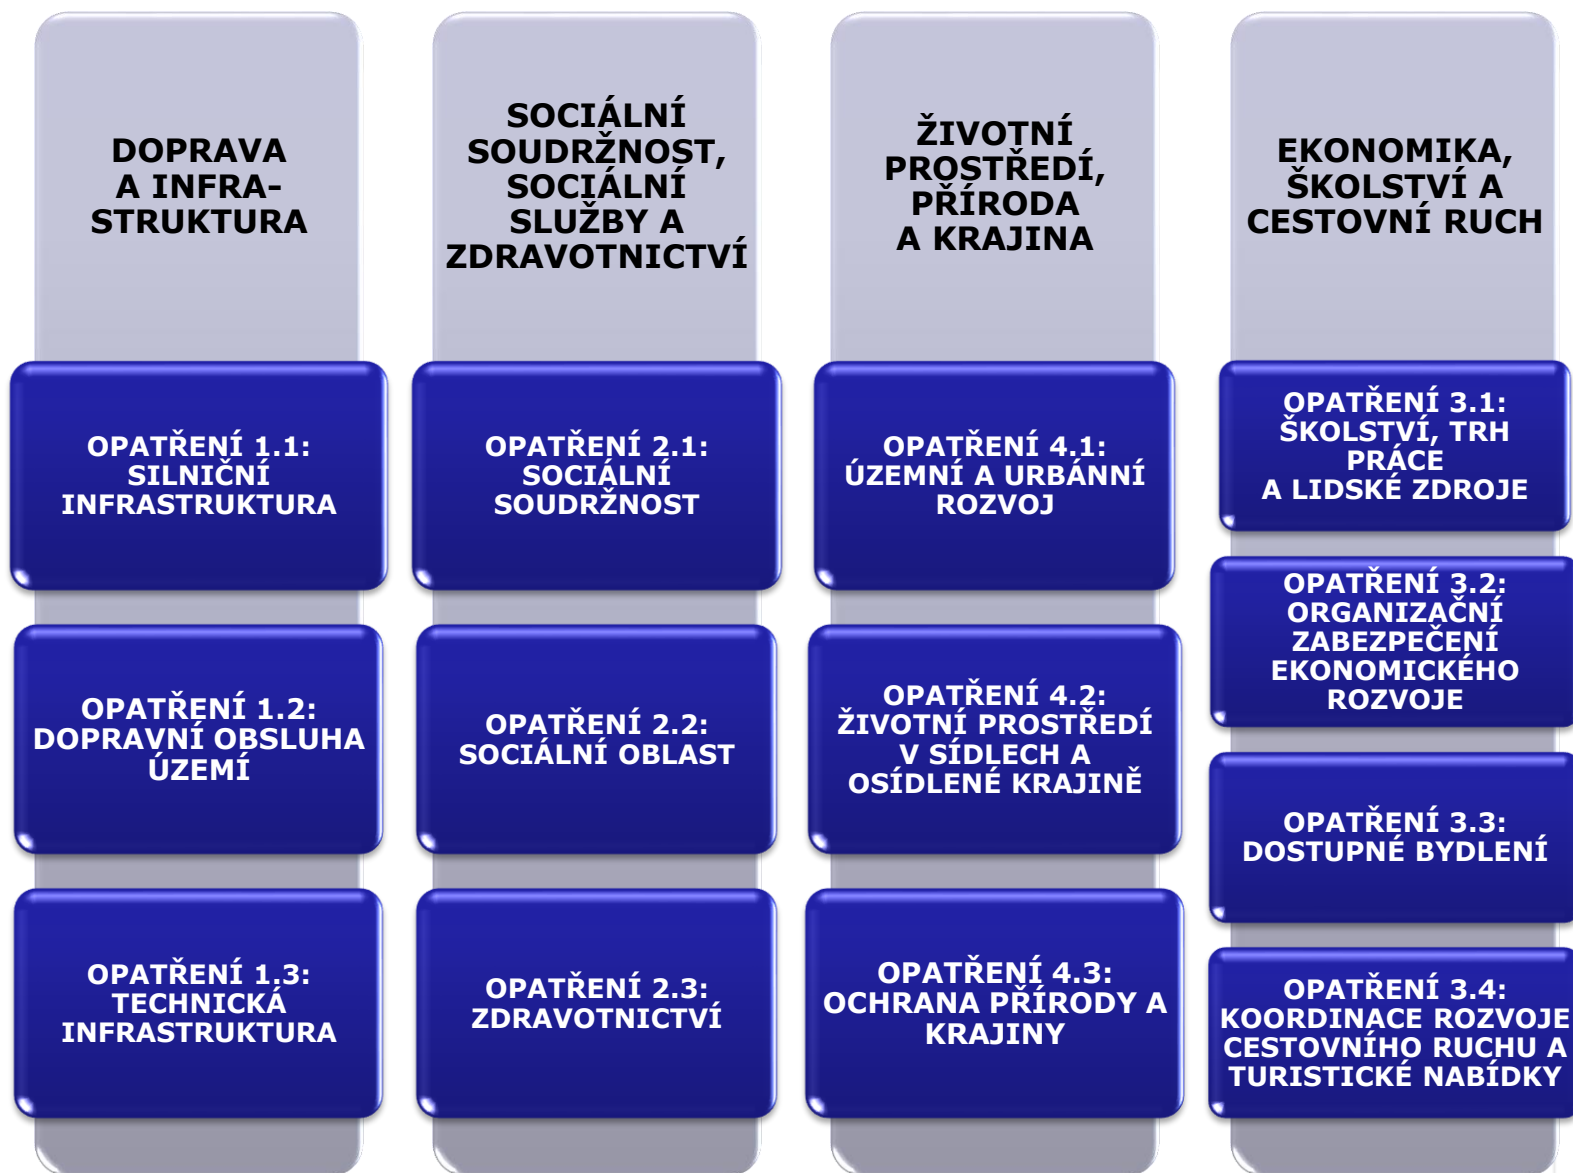 DOPRAVA
A INFRA-
STRUKTURA
OPATŘENÍ 1.1:
SILNIČNÍ
INFRASTRUKTURA
OPATŘENÍ 1.2:
DOPRAVNÍ OBSLUHA
ÚZEMÍ
OPATŘENÍ 1.3:
TECHNICKÁ
INFRASTRUKTURA
SOCIÁLNÍ
SOUDRŽNOST,
SOCIÁLNÍ
SLUŽBY A
ZDRAVOTNICTVÍ
OPATŘENÍ 2.1:
SOCIÁLNÍ
SOUDRŽNOST
OPATŘENÍ 2.2:
SOCIÁLNÍ OBLAST
OPATŘENÍ 2.3:
ZDRAVOTNICTVÍ
ŽIVOTNÍ
PROSTŘEDÍ,
PŘÍRODA
A KRAJINA
OPATŘENÍ 4.1:
ÚZEMNÍ A URBÁNNÍ
ROZVOJ
OPATŘENÍ 4.2:
ŽIVOTNÍ PROSTŘEDÍ
V SÍDLECH A
OSÍDLENÉ KRAJINĚ
OPATŘENÍ 4.3:
OCHRANA PŘÍRODY A
KRAJINY
EKONOMIKA,
ŠKOLSTVÍ A
CESTOVNÍ RUCH
OPATŘENÍ 3.1:
ŠKOLSTVÍ, TRH
PRÁCE
A LIDSKÉ ZDROJE
OPATŘENÍ 3.2:
ORGANIZAČNÍ
ZABEZPEČENÍ
EKONOMICKÉHO
ROZVOJE
OPATŘENÍ 3.3:
DOSTUPNÉ BYDLENÍ
OPATŘENÍ 3.4:
KOORDINACE ROZVOJE
CESTOVNÍHO RUCHU A
TURISTICKÉ NABÍDKY